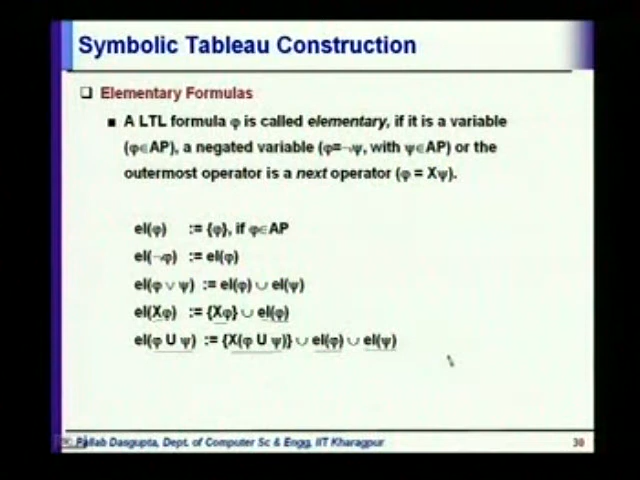 Symbolic Tableau Construction
Elementary Formulas
A LTL formula φ is called elementary, if it is a variable
(φ∈AP), a negated variable (φ=¬ψ, with ψ∈AP) or the
outermost operator is a next operator (φ = Xψ).
el(φ) := {φ}, if φ∈AP
el(¬φ) := el(φ)
el(φ ∨ ψ) := el(φ) ∪ el(ψ)
el(Xφ) := {Xφ} ∪ el(φ)
el(φ U ψ) := {X(φ U ψ)} ∪ el(φ) ∪ el(ψ)
Pallab Dasgupta, Dept. of Computer Sc & Engg, IIT Kharagpur 30